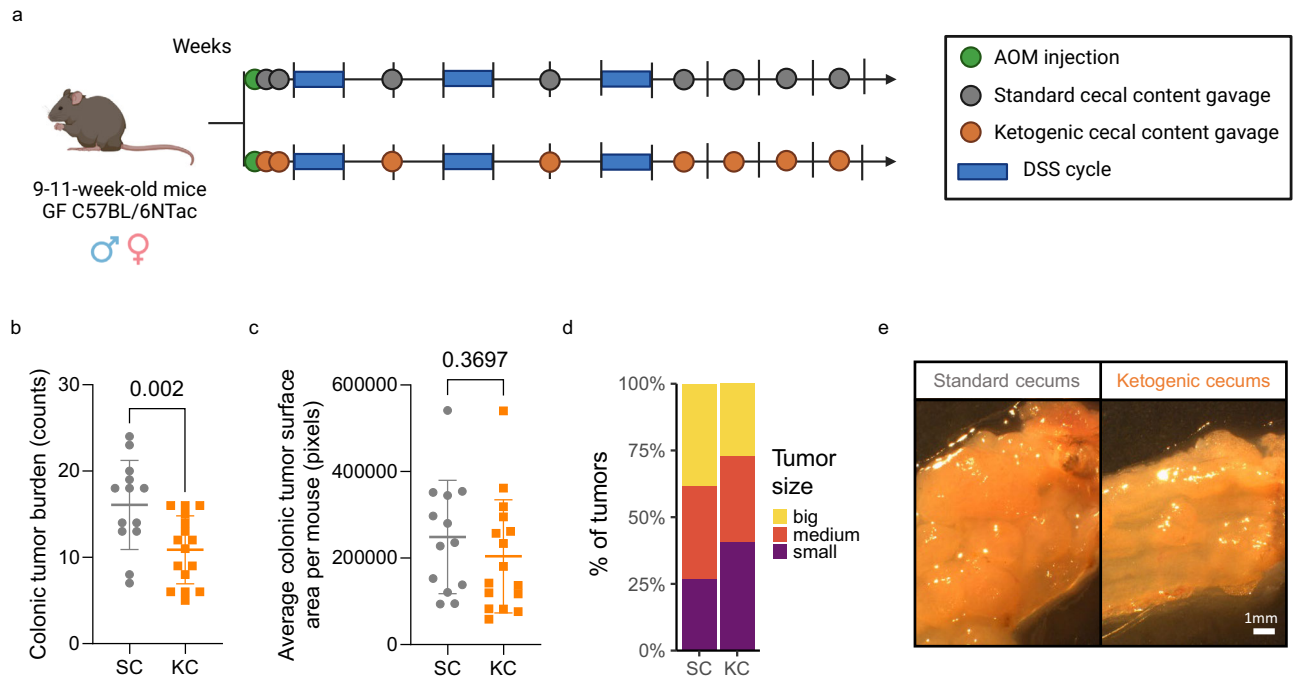 a
Weeks
9-11-week-old mice
GF C57BL/6NTac
AOM injection
Standard cecal content gavage
Ketogenic cecal content gavage
DSS cycle
b
Colonic tumor burden (counts)
30
20
10
0
0.002
SC
KC
c
Average colonic tumor surface
area per mouse (pixels)
600000
400000
200000
0
0.3697
SC
KC
d
% of tumors
100%
75%
50%
25%
0%
SC
KC
Tumor
size
big
medium
small
e
Standard cecums
Ketogenic cecums
1mm